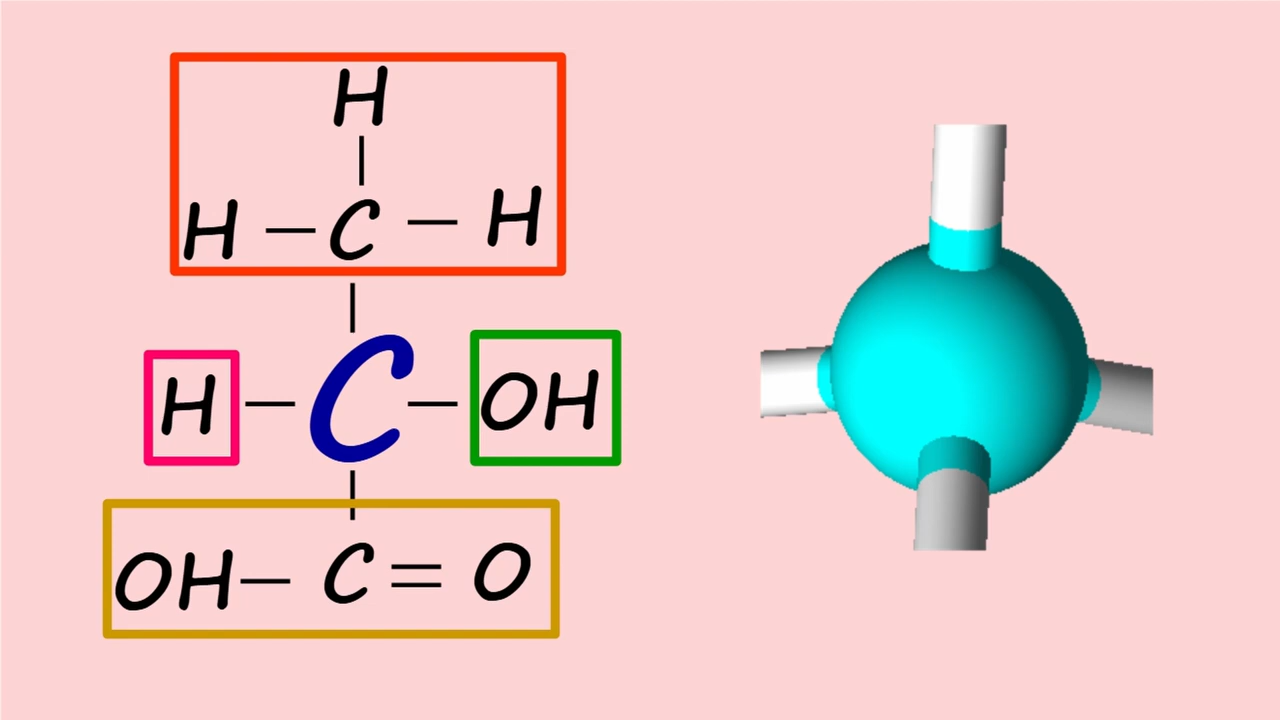 H
H – C – H
H – C – OH
OH – C = O